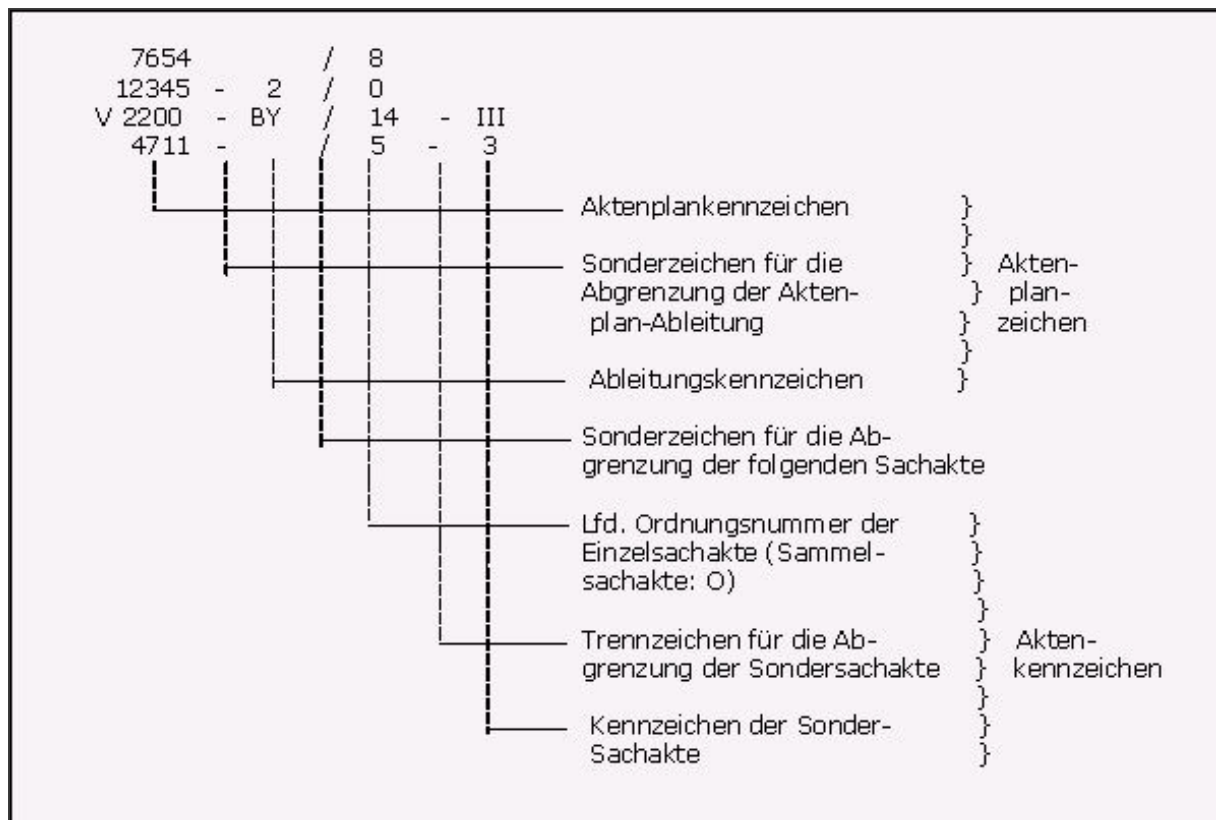 7654 / 8
12345 - 2 / 0
V 2200 - BY / 14 - III
4711 - / 5 - 3
Aktenplankennzeichen }
}
Sonderzeichen für die } Akten-
Abgrenzung der Akten- } plan-
plan-Ableitung } zeichen
}
Ableitungskennzeichen }
Sonderzeichen für die Ab-
grenzung der folgenden Sachakte
Lfd. Ordnungsnummer der }
Einzelsachakte (Sammel- }
sachakte: O) }
}
Trennzeichen für die Ab- } Akten-
grenzung der Sondersachakte } kennzeichen
}
Kennzeichen der Sonder- }
Sachakte }